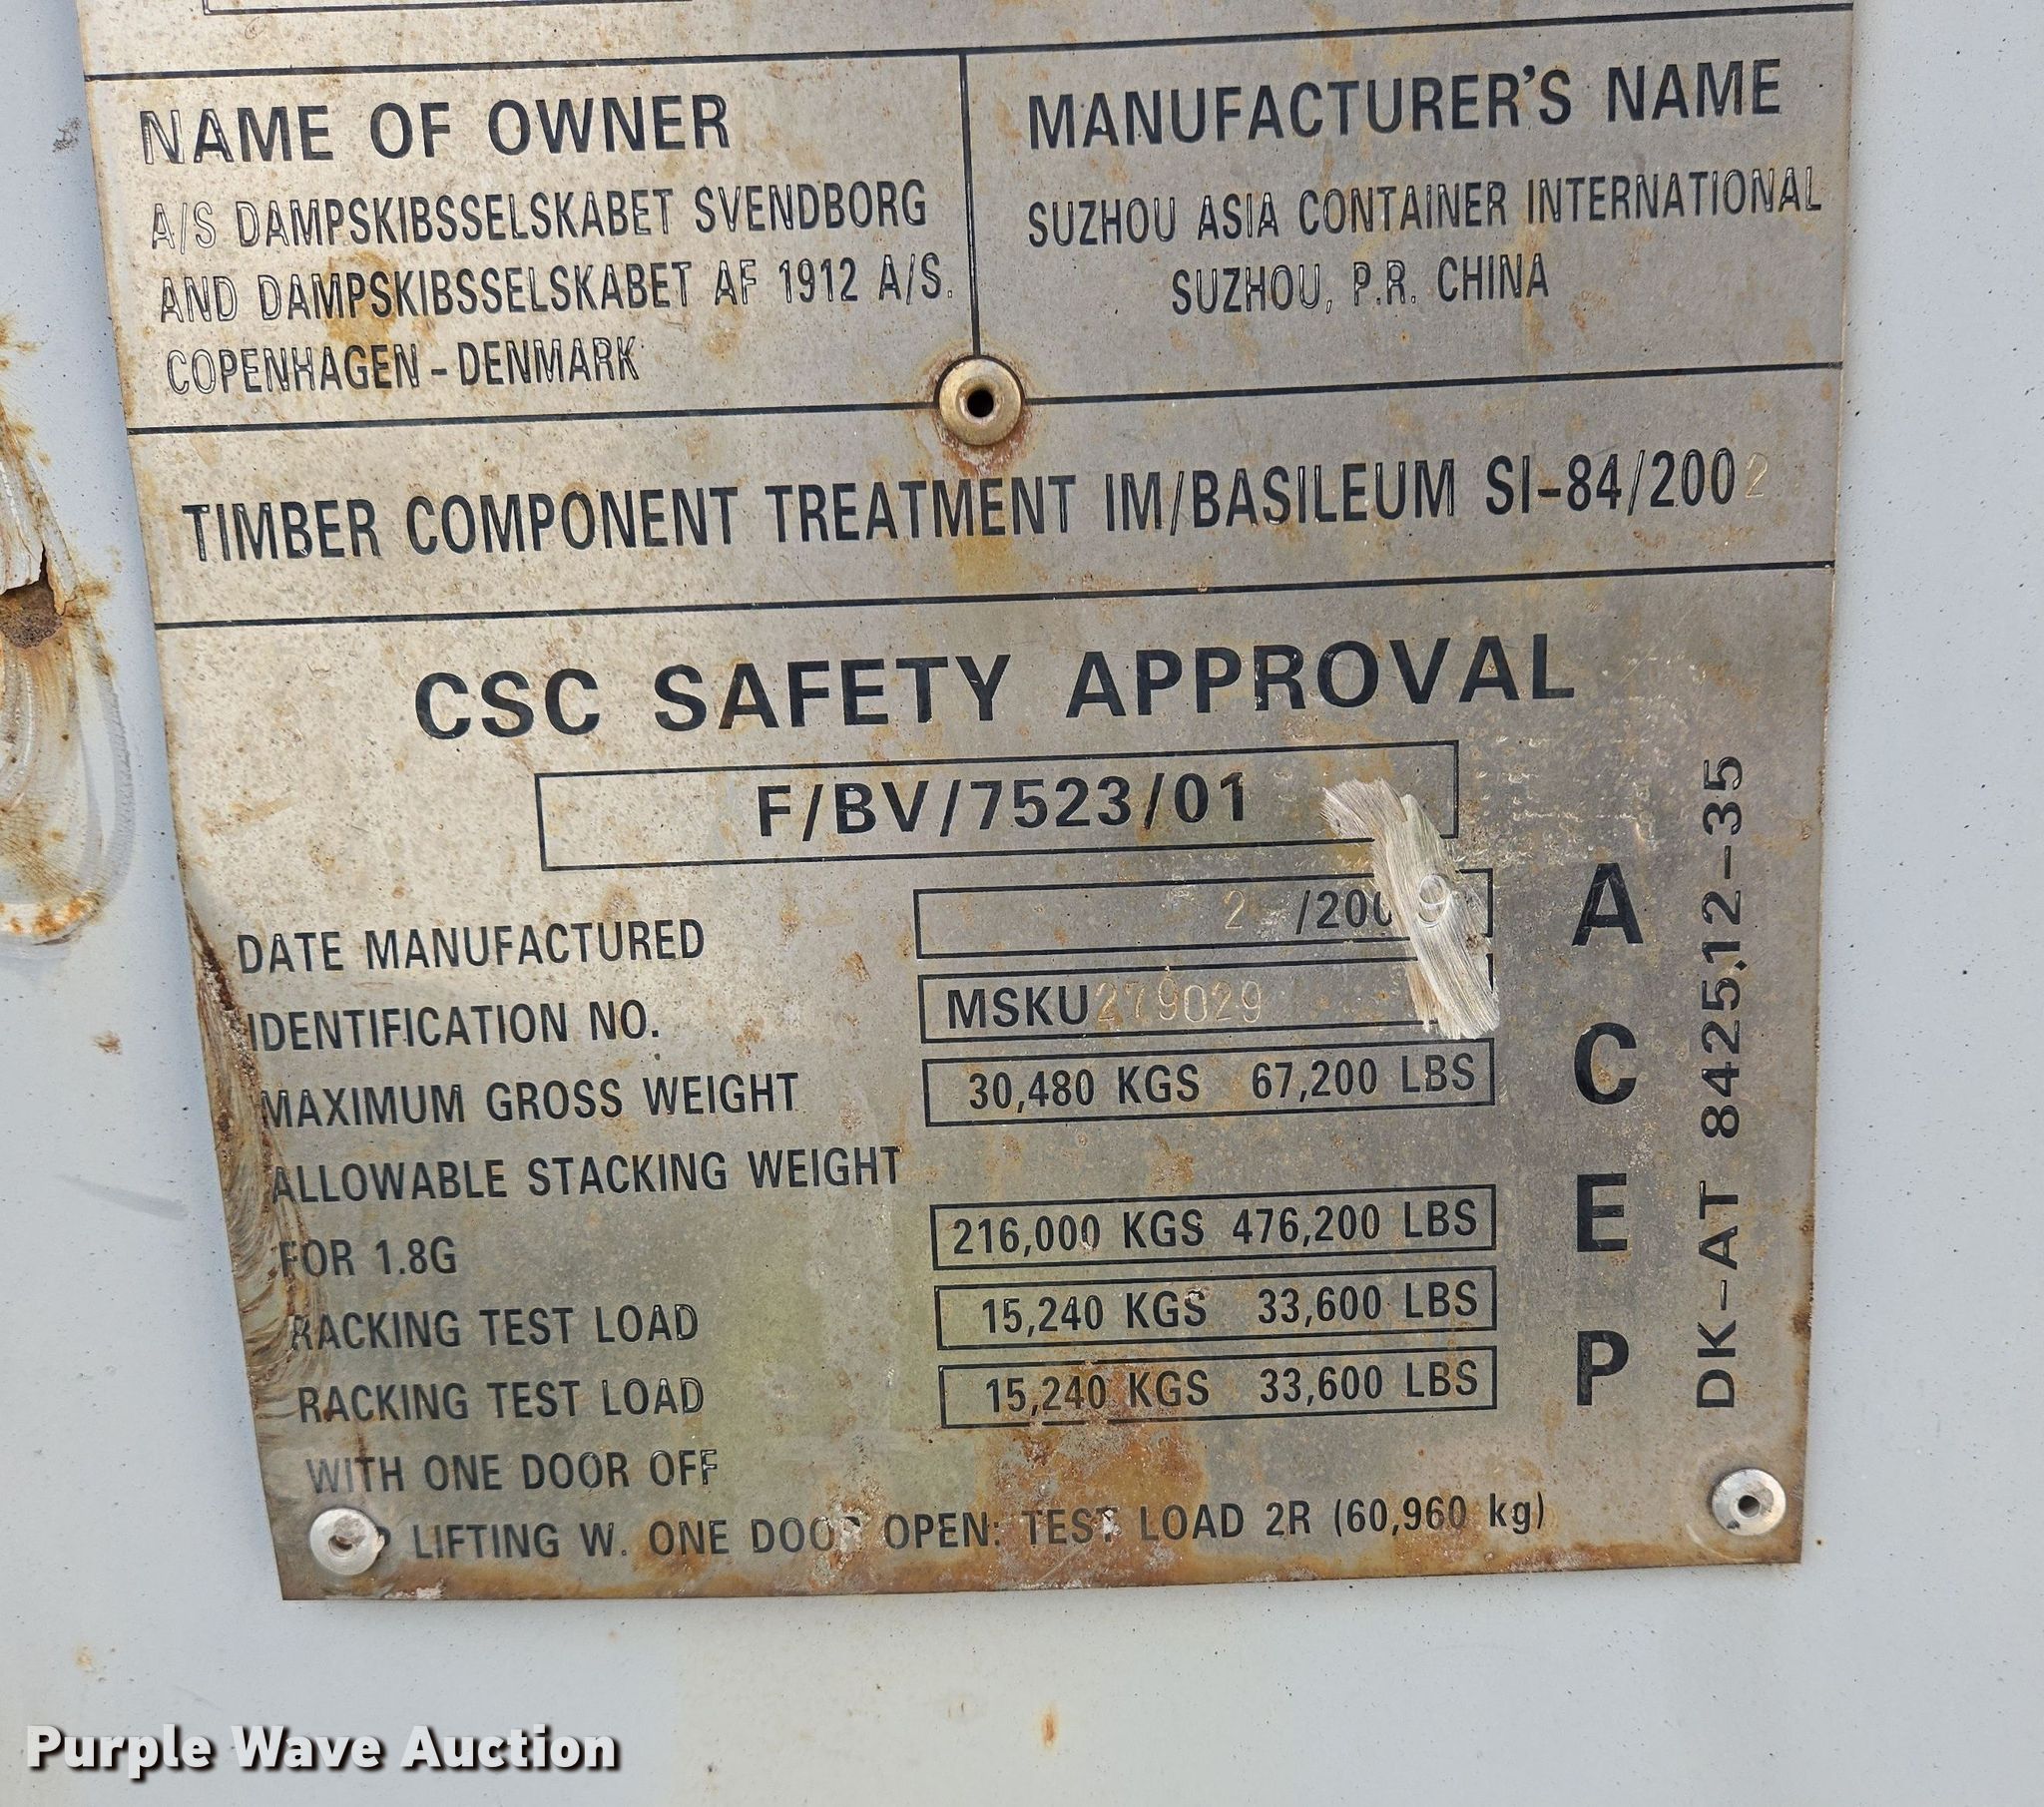 NAME OF OWNER
A/S DAMPSKIBSSELSKABET SVENDBORG
AND DAMPSKIBSSELSKABET AF 1912 A/S.
COPENHAGEN - DENMARK
MANUFACTURER'S NAME
SUZHOU ASIA CONTAINER INTERNATIONAL
SUZHOU, P.R. CHINA
TIMBER COMPONENT TREATMENT IM/BASILEUM SI-84/2002
CSC SAFETY APPROVAL
F/BV/7523/01
DATE MANUFACTURED 2 /200
IDENTIFICATION NO. MSKU279029
MAXIMUM GROSS WEIGHT 30,480 KGS 67,200 LBS
ALLOWABLE STACKING WEIGHT
FOR 1.8G 216,000 KGS 476,200 LBS
RACKING TEST LOAD 15,240 KGS 33,600 LBS
RACKING TEST LOAD 15,240 KGS 33,600 LBS
WITH ONE DOOR OFF
LIFTING W. ONE DOOR OPEN: TEST LOAD 2R (60,960 kg)
ACEP
DK-AT 8425.12-35
Purple Wave Auction